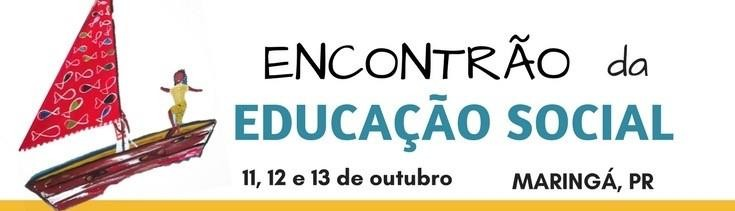 ENCONTRÃO da
EDUCAÇÃO SOCIAL
11, 12 e 13 de outubro MARINGÁ, PR